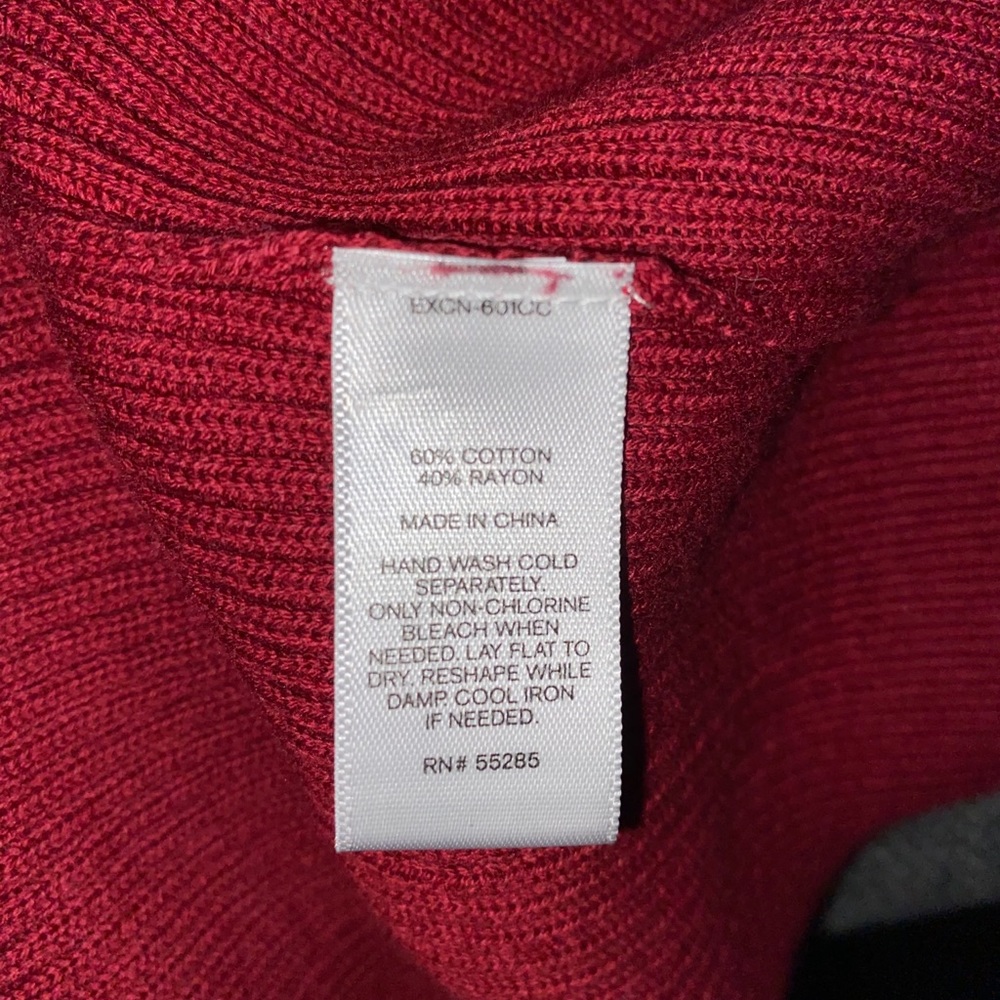 EXCN-601CC
60% COTTON
40% RAYON
MADE IN CHINA
HAND WASH COLD
SEPARATELY.
ONLY NON-CHLORINE
BLEACH WHEN
NEEDED. LAY FLAT TO
DRY. RESHAPE WHILE
DAMP. COOL IRON
IF NEEDED.
RN# 55285